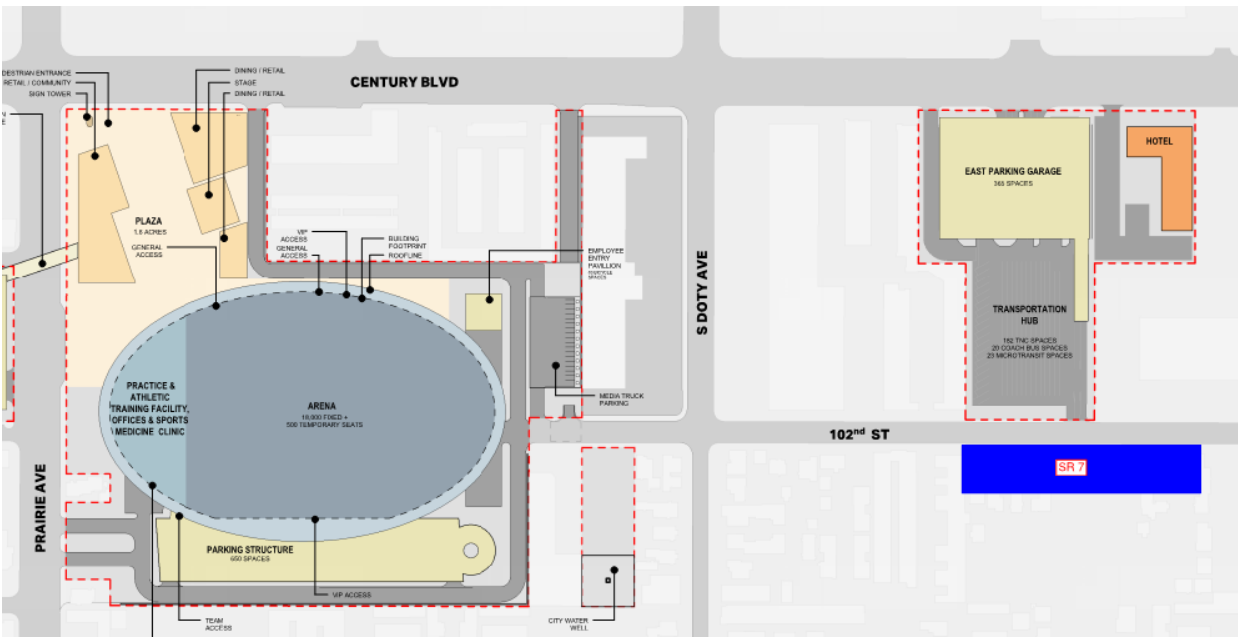 CENTURY BLVD
DESTRIAN ENTRANCE
RETAIL / COMMUNITY
SIGN TOWER
N
E
DINING / RETAIL
STAGE
DINING / RETAIL
PLAZA
1.8 ACRES
GENERAL
ACCESS
VIP
ACCESS
GENERAL
ACCESS
BUILDING
FOOTPRINT
ROOFLINE
EMPLOYEE
ENTRY
PAVILLION
SPACES
PRACTICE &
ATHLETIC
TRAINING FACILITY,
OFFICES & SPORTS
MEDICINE CLINIC
ARENA
18,000 FIXED +
500 TEMPORARY SEATS
MEDIA TRUCK
PARKING
PARKING STRUCTURE
650 SPACES
VIP ACCESS
TEAM
ACCESS
CITY WATER
WELL
PRAIRIE AVE
S DOTY AVE
EAST PARKING GARAGE
365 SPACES
HOTEL
TRANSPORTATION
HUB
182 TNC SPACES
20 COACH BUS SPACES
23 MICROTRANSIT SPACES
102nd ST
SR 7